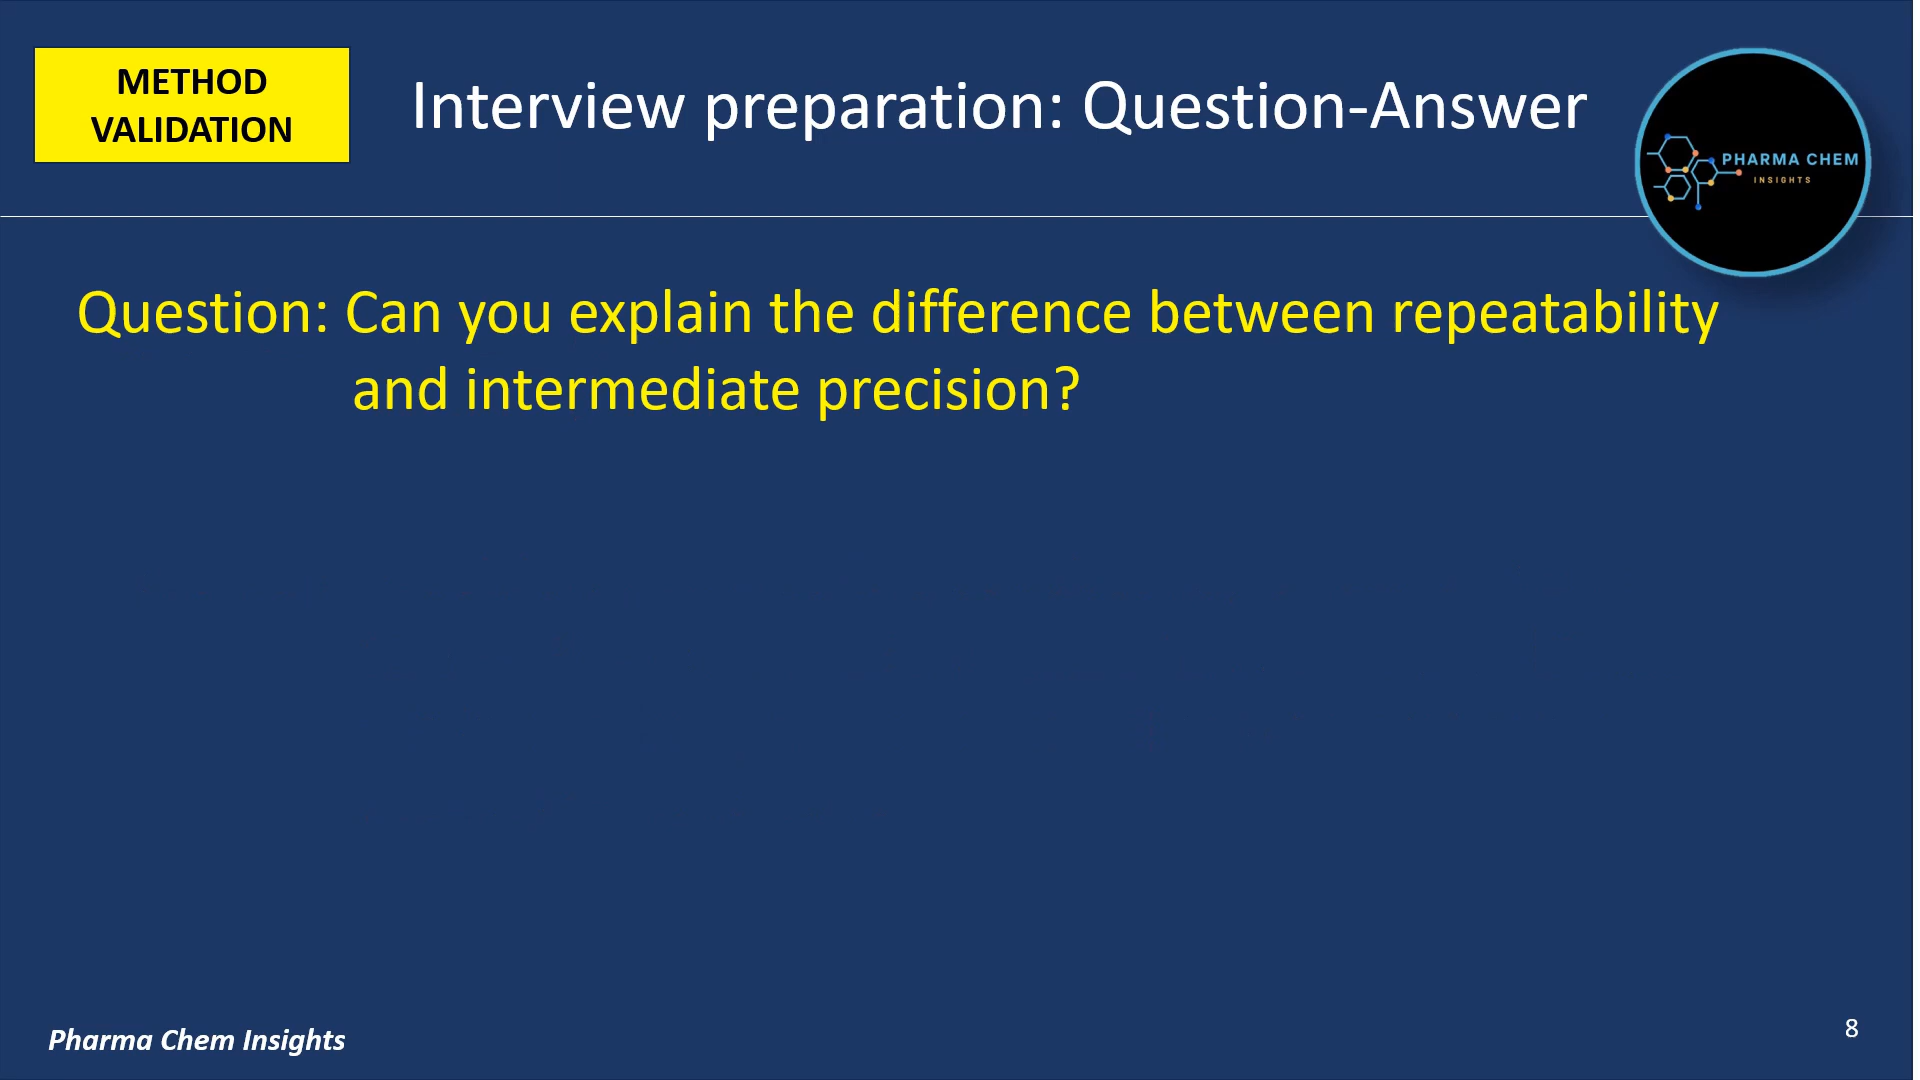 METHOD
VALIDATION
Interview preparation: Question-Answer
PHARMA CHEM
INSIGHTS
Question: Can you explain the difference between repeatability
and intermediate precision?
Pharma Chem Insights
8